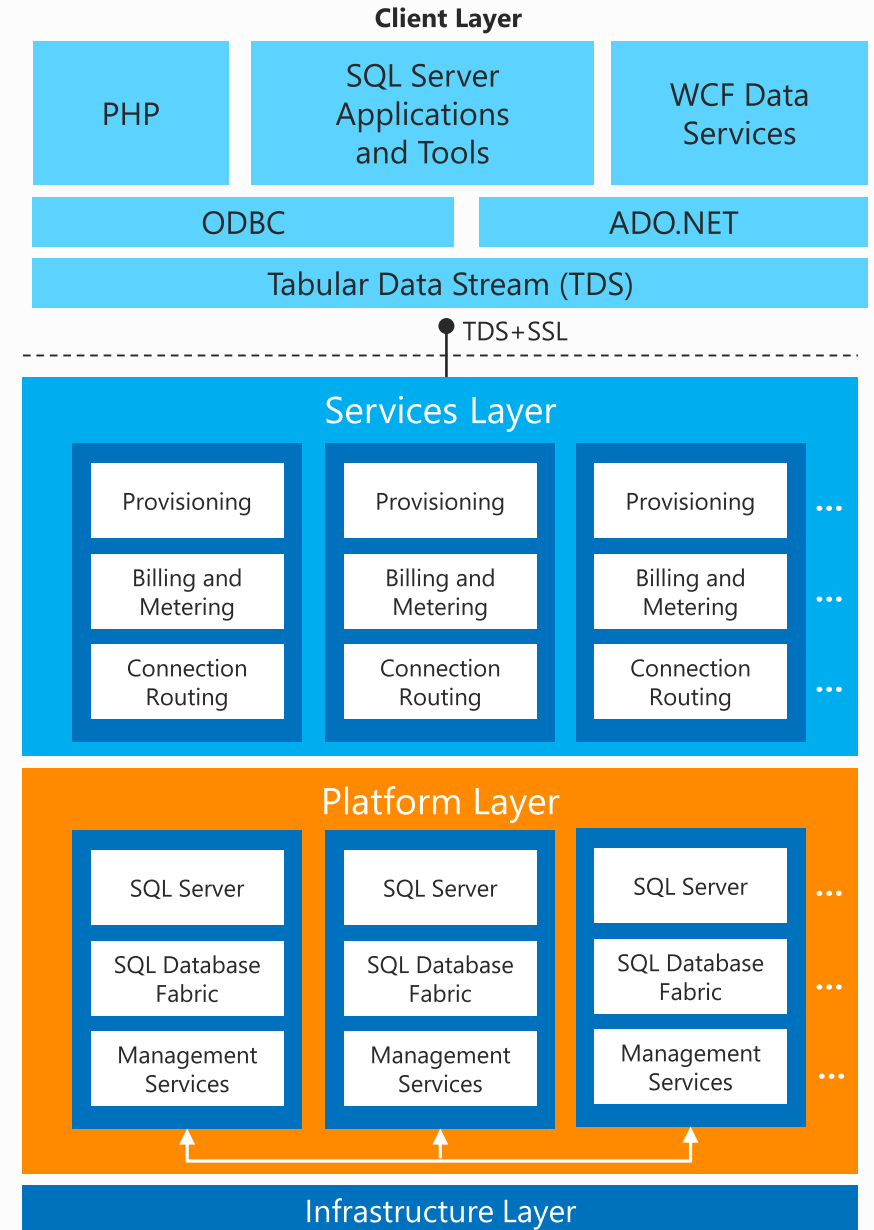 Client Layer
PHP
SQL Server
Applications
and Tools
WCF Data
Services
ODBC
ADO.NET
Tabular Data Stream (TDS)
TDS+SSL
Services Layer
Provisioning
Provisioning
Provisioning
...
Billing and
Metering
Billing and
Metering
Billing and
Metering
...
Connection
Routing
Connection
Routing
Connection
Routing
...
Platform Layer
SQL Server
SQL Server
SQL Server
...
SQL Database
Fabric
SQL Database
Fabric
SQL Database
Fabric
...
Management
Services
Management
Services
Management
Services
...
Infrastructure Layer